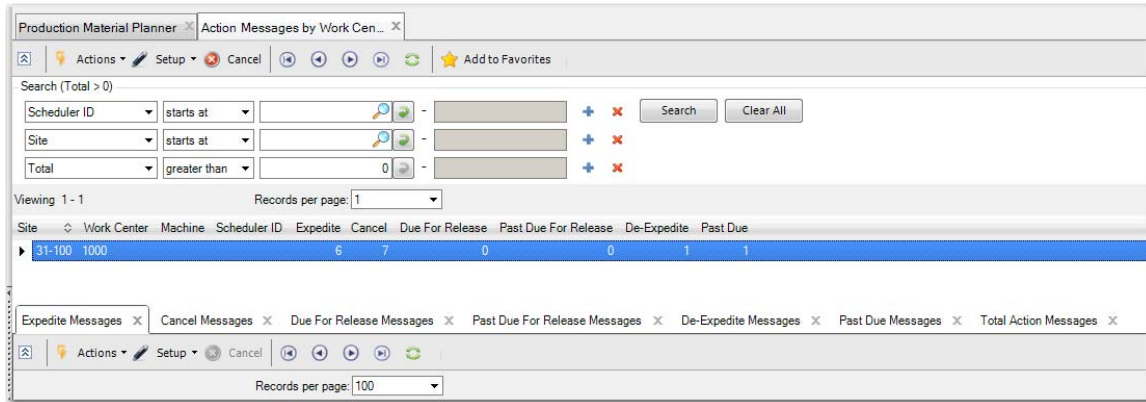 Production Material Planner Action Messages by Work Cen...
Actions Setup Cancel Add to Favorites
Search (Total > 0)
Scheduler ID starts at - Search Clear All
Site starts at -
Total greater than 0 -
Viewing 1 - 1 Records per page: 1
Site Work Center Machine Scheduler ID Expedite Cancel Due For Release Past Due For Release De-Expedite Past Due
31-100 1000 6 7 0 0 1 1
Expedite Messages Cancel Messages Due For Release Messages Past Due For Release Messages De-Expedite Messages Past Due Messages Total Action Messages
Actions Setup Cancel
Records per page: 100